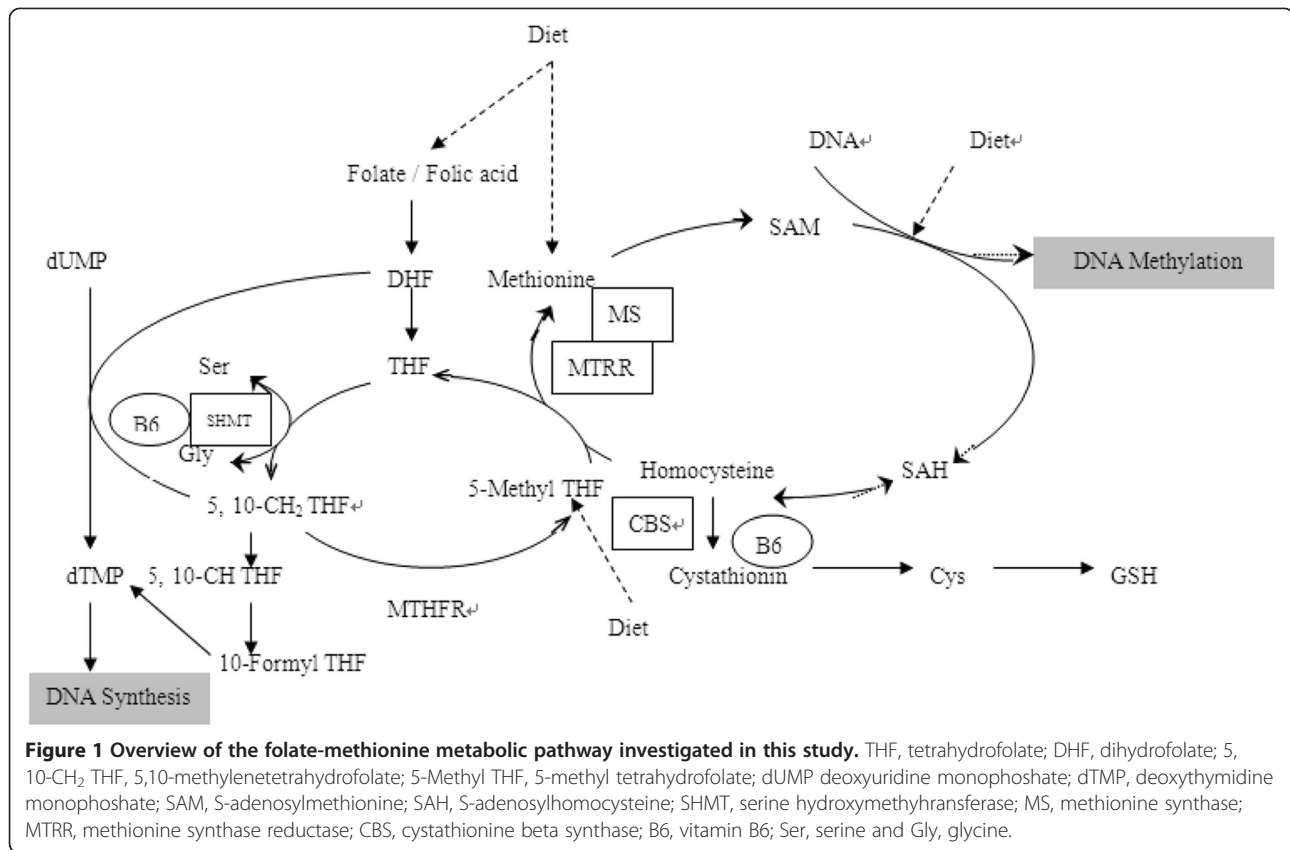 Diet
DNA↵
Diet↵
Folate / Folic acid
SAM
dUMP
DHF
Methionine
DNA Methylation
MS
THF
MTRR
Ser
B6
SHMT
Gly
Homocysteine
SAH
5-Methyl THF
5, 10-CH₂ THF↵
CBS↵
B6
dTMP
5, 10-CH THF
Cystathionin
Cys
GSH
MTHFR↵
Diet
10-Formyl THF
DNA Synthesis
Figure 1 Overview of the folate-methionine metabolic pathway investigated in this study. THF, tetrahydrofolate; DHF, dihydrofolate; 5,
10-CH₂ THF, 5,10-methylenetetrahydrofolate; 5-Methyl THF, 5-methyl tetrahydrofolate; dUMP deoxyuridine monophoshate; dTMP, deoxythymidine
monophoshate; SAM, S-adenosylmethionine; SAH, S-adenosylhomocysteine; SHMT, serine hydroxymethyhransferase; MS, methionine synthase;
MTRR, methionine synthase reductase; CBS, cystathionine beta synthase; B6, vitamin B6; Ser, serine and Gly, glycine.